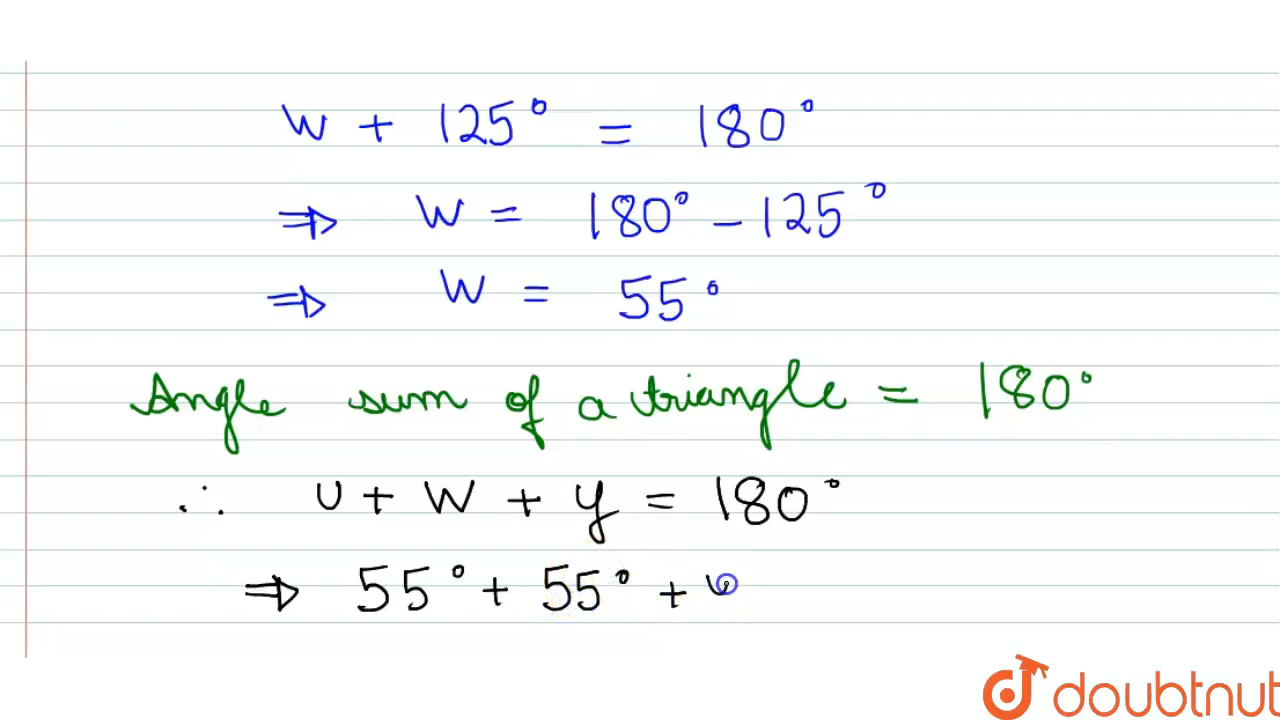 W + 125° = 180°
⇒ W = 180° - 125°
⇒ W = 55°
Angle sum of a triangle = 180°
∴ U + W + y = 180°
⇒ 55° + 55° +
doubtnut